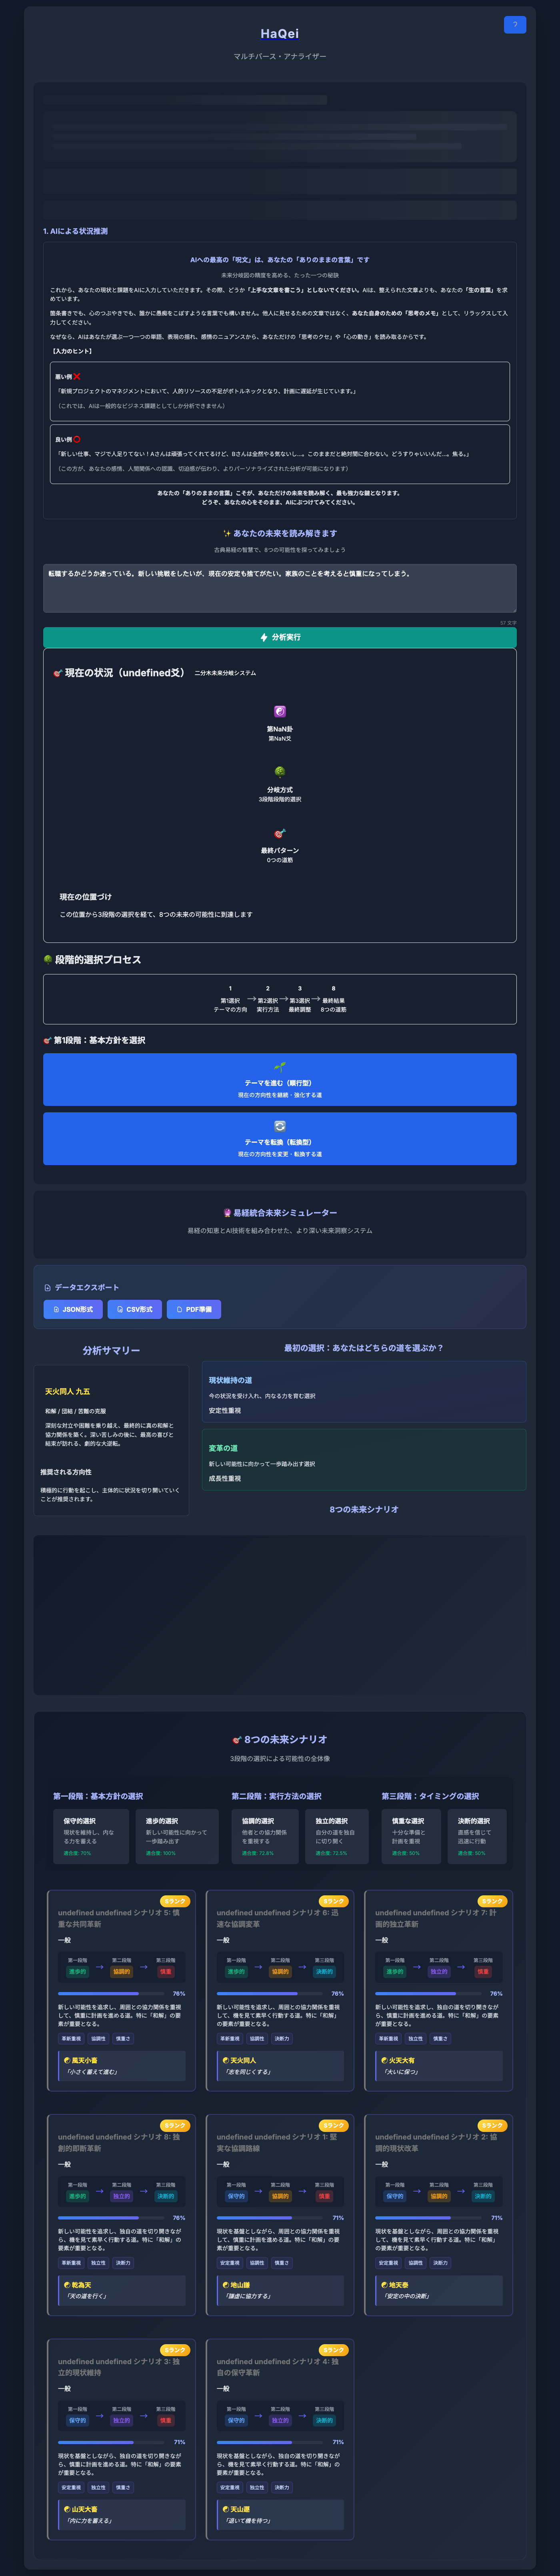 HaQei
?
マルチバース・アナライザー
1. AIによる状況推測
AIへの最高の「呪文」は、あなたの「ありのままの言葉」です
未来分岐図の精度を高める、たった一つの秘訣
これから、あなたの現状と課題をAIに入力していただきます。その際、どうか「上手な文章を書こう」としないでください。AIは、整えられた文章よりも、あなたの「生の言葉」を求
めています。
箇条書きでも、心のつぶやきでも、誰かに愚痴をこぼすような言葉でも構いません。他人に見せるための文章ではなく、あなた自身のための「思考のメモ」として、リラックスして入
力してください。
なぜなら、AIはあなたが選ぶ一つ一つの単語、表現の揺れ、感情のニュアンスから、あなただけの「思考のクセ」や「心の動き」を読み取るからです。
【入力のヒント】
悪い例 ❌
「新規プロジェクトのマネジメントにおいて、人的リソースの不足がボトルネックとなり、計画に遅延が生じています。」
（これでは、AIは一般的なビジネス課題としてしか分析できません）
良い例 ⭕
「新しい仕事、マジで人足りてない！Aさんは頑張ってくれてるけど、Bさんは全然やる気ないし…。このままだと絶対間に合わない。どうすりゃいいんだ…。焦る。」
（この方が、あなたの感情、人間関係への認識、切迫感が伝わり、よりパーソナライズされた分析が可能になります）
あなたの「ありのままの言葉」こそが、あなただけの未来を読み解く、最も強力な鍵となります。
どうぞ、あなたの心をそのまま、AIにぶつけてみてください。
✨ あなたの未来を読み解きます
古典易経の智慧で、8つの可能性を探ってみましょう
転職するかどうか迷っている。新しい挑戦をしたいが、現在の安定も捨てがたい。家族のことを考えると慎重になってしまう。
57 文字
分析実行
🎯 現在の状況（undefined爻） 二分木未来分岐システム
☯️
第NaN卦
第NaN爻
🌳
分岐方式
3段階段階的選択
🎯
最終パターン
0つの道筋
現在の位置づけ
この位置から3段階の選択を経て、8つの未来の可能性に到達します
🌳 段階的選択プロセス
1 2 3 8
第1選択 → 第2選択 → 第3選択 → 最終結果
テーマの方向 実行方法 最終調整 8つの道筋
🎯 第1段階：基本方針を選択
🌱
テーマを進む（順行型）
現在の方向性を継続・強化する道
🔄
テーマを転換（転換型）
現在の方向性を変更・転換する道
🔮 易経統合未来シミュレーター
易経の知恵とAI技術を組み合わせた、より深い未来洞察システム
データエクスポート
JSON形式 CSV形式 PDF準備
分析サマリー
天火同人 九五
和解 / 団結 / 苦難の克服
深刻な対立や困難を乗り越え、最終的に真の和解と
協力関係を築く。深い苦しみの後に、最高の喜びと
結束が訪れる、劇的な大逆転。
推奨される方向性
積極的に行動を起こし、主体的に状況を切り開いていく
ことが推奨されます。
最初の選択：あなたはどちらの道を選ぶか？
現状維持の道
今の状況を受け入れ、内なる力を育む選択
安定性重視
変革の道
新しい可能性に向かって一歩踏み出す選択
成長性重視
8つの未来シナリオ
🎯 8つの未来シナリオ
3段階の選択による可能性の全体像
第一段階：基本方針の選択
保守的選択
現状を維持し、内な
る力を蓄える
適合度: 70%
進歩的選択
新しい可能性に向かって
一歩踏み出す
適合度: 100%
第二段階：実行方法の選択
協調的選択
他者との協力関係
を重視する
適合度: 72.8%
独立的選択
自分の道を独自
に切り開く
適合度: 72.5%
第三段階：タイミングの選択
慎重な選択
十分な準備と
計画を重視
適合度: 50%
決断的選択
直感を信じて
迅速に行動
適合度: 50%
Sランク
undefined undefined シナリオ 5: 慎
重な共同革新
一般
第一段階 第二段階 第三段階
進歩的 → 協調的 → 慎重
76%
新しい可能性を追求し、周囲との協力関係を重視
して、慎重に計画を進める道。特に「和解」の要
素が重要となる。
革新重視 協調性 慎重さ
☯ 風天小畜
「小さく蓄えて進む」
Sランク
undefined undefined シナリオ 6: 迅
速な協調変革
一般
第一段階 第二段階 第三段階
進歩的 → 協調的 → 決断的
76%
新しい可能性を追求し、周囲との協力関係を重視
して、機を見て素早く行動する道。特に「和解」
の要素が重要となる。
革新重視 協調性 決断力
☯ 天火同人
「志を同じくする」
Sランク
undefined undefined シナリオ 7: 計
画的独立革新
一般
第一段階 第二段階 第三段階
進歩的 → 独立的 → 慎重
76%
新しい可能性を追求し、独自の道を切り開きなが
ら、慎重に計画を進める道。特に「和解」の要素
が重要となる。
革新重視 独立性 慎重さ
☯ 火天大有
「大いに保つ」
Sランク
undefined undefined シナリオ 8: 独
創的即断革新
一般
第一段階 第二段階 第三段階
進歩的 → 独立的 → 決断的
76%
新しい可能性を追求し、独自の道を切り開きなが
ら、機を見て素早く行動する道。特に「和解」の
要素が重要となる。
革新重視 独立性 決断力
☯ 乾為天
「天の道を行く」
Sランク
undefined undefined シナリオ 1: 堅
実な協調路線
一般
第一段階 第二段階 第三段階
保守的 → 協調的 → 慎重
71%
現状を基盤としながら、周囲との協力関係を重視
して、慎重に計画を進める道。特に「和解」の要
素が重要となる。
安定重視 協調性 慎重さ
☯ 地山謙
「謙虚に協力する」
Sランク
undefined undefined シナリオ 2: 協
調的現状改革
一般
第一段階 第二段階 第三段階
保守的 → 協調的 → 決断的
71%
現状を基盤としながら、周囲との協力関係を重視
して、機を見て素早く行動する道。特に「和解」
の要素が重要となる。
安定重視 協調性 決断力
☯ 地天泰
「安定の中の決断」
Sランク
undefined undefined シナリオ 3: 独
立的現状維持
一般
第一段階 第二段階 第三段階
保守的 → 独立的 → 慎重
71%
現状を基盤としながら、独自の道を切り開きなが
ら、慎重に計画を進める道。特に「和解」の要素
が重要となる。
安定重視 独立性 慎重さ
☯ 山天大畜
「内に力を蓄える」
Sランク
undefined undefined シナリオ 4: 独
自の保守革新
一般
第一段階 第二段階 第三段階
保守的 → 独立的 → 決断的
71%
現状を基盤としながら、独自の道を切り開きなが
ら、機を見て素早く行動する道。特に「和解」の
要素が重要となる。
安定重視 独立性 決断力
☯ 天山遯
「退いて機を待つ」